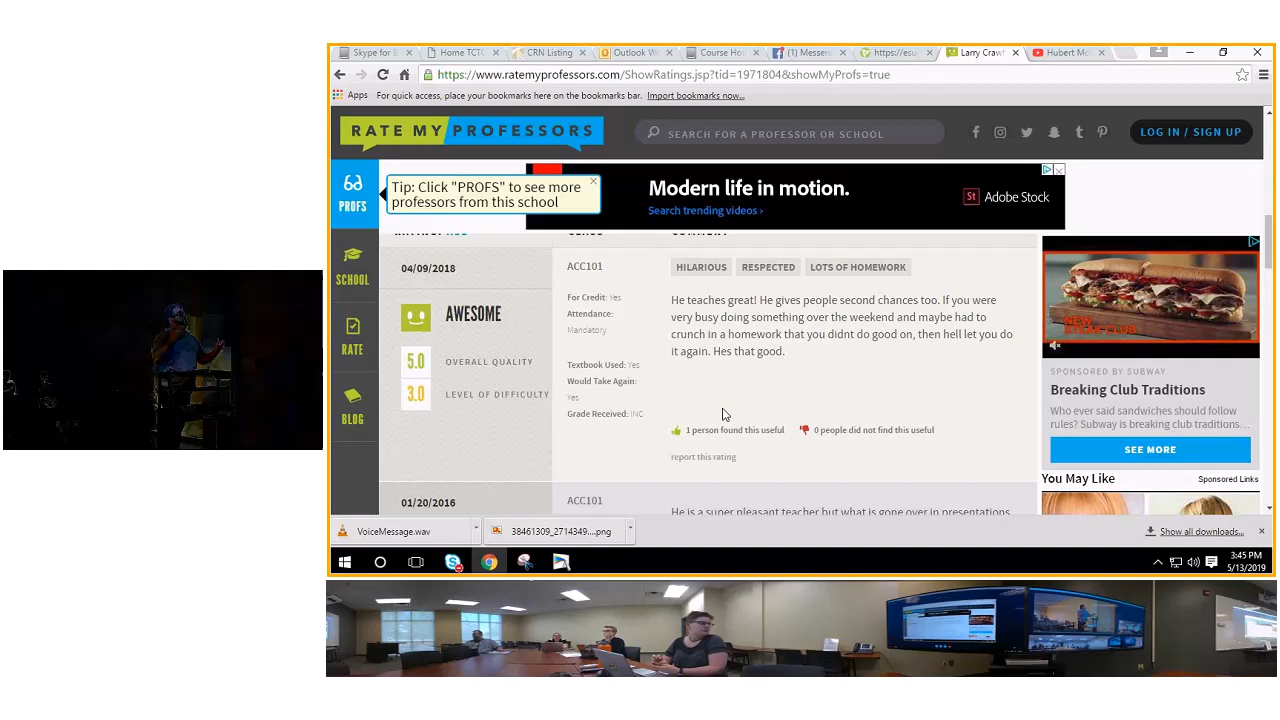 Skype for B
Home TCTC
CRN Listing
Outlook We
Course Ho
(1) Messen
https://esu
Larry Crawf
Hubert Mc
https://www.ratemyprofessors.com/ShowRatings.jsp?tid=1971804&showMyProfs=true
Apps For quick access, place your bookmarks here on the bookmarks bar. Import bookmarks now...
RATE MY PROFESSORS
SEARCH FOR A PROFESSOR OR SCHOOL
LOG IN / SIGN UP
PROFS
Tip: Click "PROFS" to see more
professors from this school
Modern life in motion.
Search trending videos ›
St Adobe Stock
SCHOOL
RATE
BLOG
04/09/2018
AWESOME
5.0 OVERALL QUALITY
3.0 LEVEL OF DIFFICULTY
ACC101
For Credit: Yes
Attendance:
Mandatory
Textbook Used: Yes
Would Take Again:
Yes
Grade Received: INC
HILARIOUS RESPECTED LOTS OF HOMEWORK
He teaches great! He gives people second chances too. If you were
very busy doing something over the weekend and maybe had to
crunch in a homework that you didnt do good on, then hell let you do
it again. Hes that good.
1 person found this useful 0 people did not find this useful
report this rating
01/20/2016
ACC101
He is a super pleasant teacher but what is gone over in presentations
NEW
STEAK CLUB
SPONSORED BY SUBWAY
Breaking Club Traditions
Who ever said sandwiches should follow
rules? Subway is breaking club traditions...
SEE MORE
You May Like Sponsored Links
VoiceMessage.wav
38461309_2714349....png
Show all downloads...
3:45 PM
5/13/2019